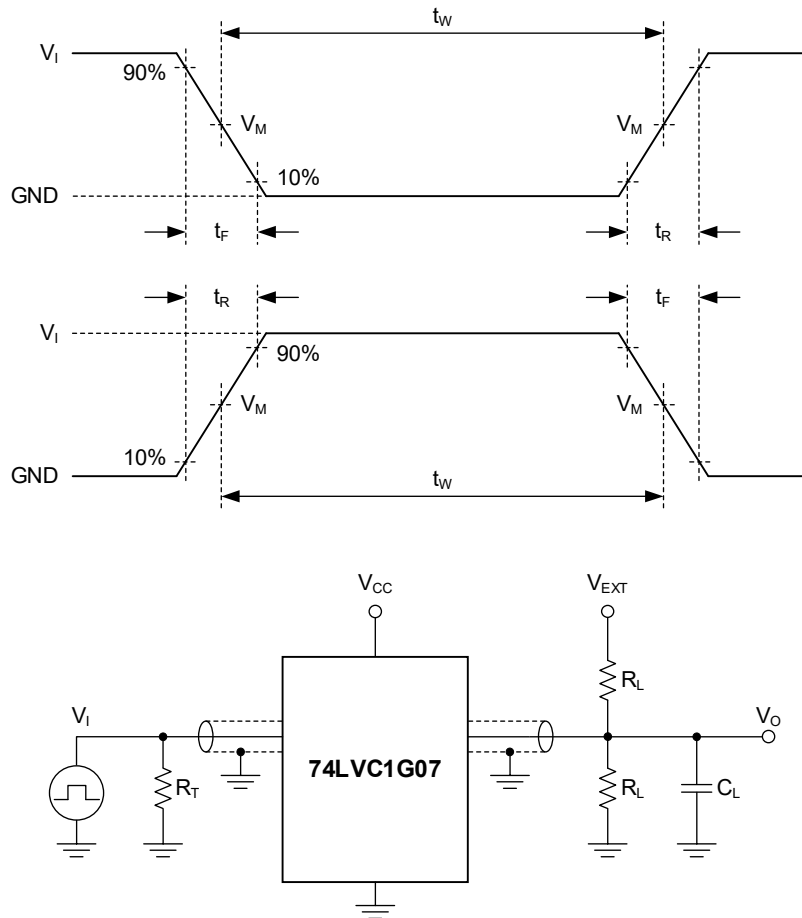 t_W
V_I
90%
V_M V_M
10%
GND
t_F t_R
t_R t_F
V_I
90%
V_M V_M
10%
GND
t_W
V_CC V_EXT
R_L
V_I V_O
R_T 74LVC1G07 R_L C_L